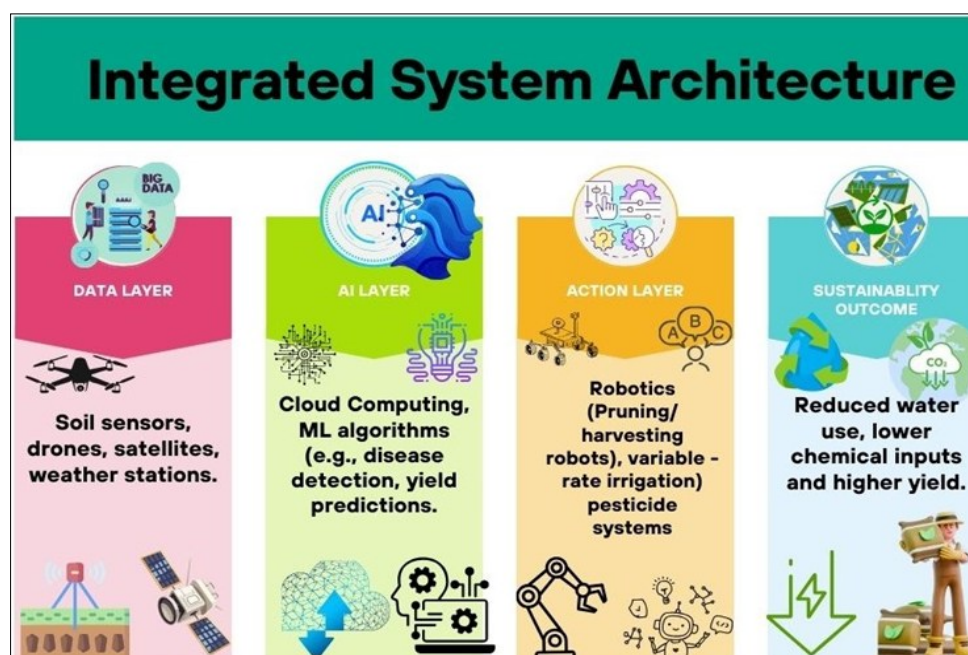 Integrated System Architecture
BIG
DATA
DATA LAYER
Soil sensors,
drones, satellites,
weather stations.
AI
AI LAYER
Cloud Computing,
ML algorithms
(e.g., disease
detection, yield
predictions.
ACTION LAYER
A
B
C
Robotics
(Pruning/
harvesting
robots), variable -
rate irrigation)
pesticide
systems
SUSTAINABLITY
OUTCOME
CO₂
Reduced water
use, lower
chemical inputs
and higher yield.